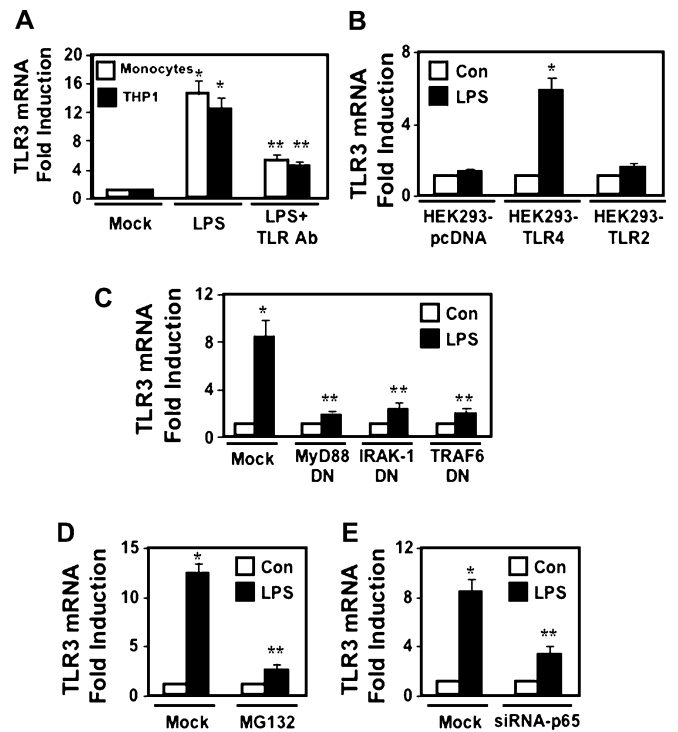 A
TLR3 mRNA
Fold Induction
20
16
12
8
4
0
Monocytes
THP1
*
*
**
**
Mock
LPS
LPS+
TLR Ab
B
TLR3 mRNA
Fold Induction
8
4
0
Con
LPS
*
HEK293-
pcDNA
HEK293-
TLR4
HEK293-
TLR2
C
TLR3 mRNA
Fold Induction
12
8
4
0
Con
LPS
*
**
**
**
Mock
MyD88
DN
IRAK-1
DN
TRAF6
DN
D
TLR3 mRNA
Fold Induction
15
10
5
0
Con
LPS
*
**
Mock
MG132
E
TLR3 mRNA
Fold Induction
12
8
4
0
Con
LPS
*
**
Mock
siRNA-p65